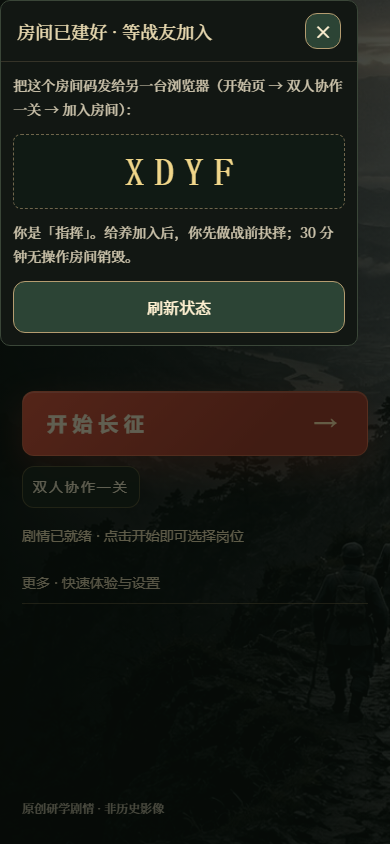 房间已建好 · 等战友加入
×
把这个房间码发给另一台浏览器（开始页 → 双人协作
一关 → 加入房间）：
XDYF
你是「指挥」。给养加入后，你先做战前抉择；30 分
钟无操作房间销毁。
刷新状态
开始长征 →
双人协作一关
剧情已就绪 · 点击开始即可选择岗位
更多 · 快速体验与设置
原创研学剧情 · 非历史影像